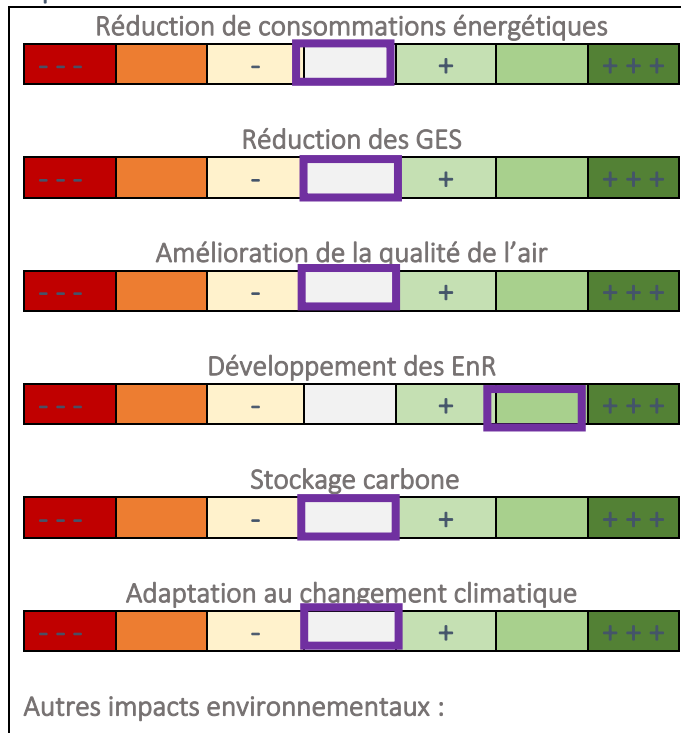 Réduction de consommations énergétiques
- - - - + + + +
Réduction des GES
- - - - + + + +
Amélioration de la qualité de l’air
- - - - + + + +
Développement des EnR
- - - - + + + +
Stockage carbone
- - - - + + + +
Adaptation au changement climatique
- - - - + + + +
Autres impacts environnementaux :